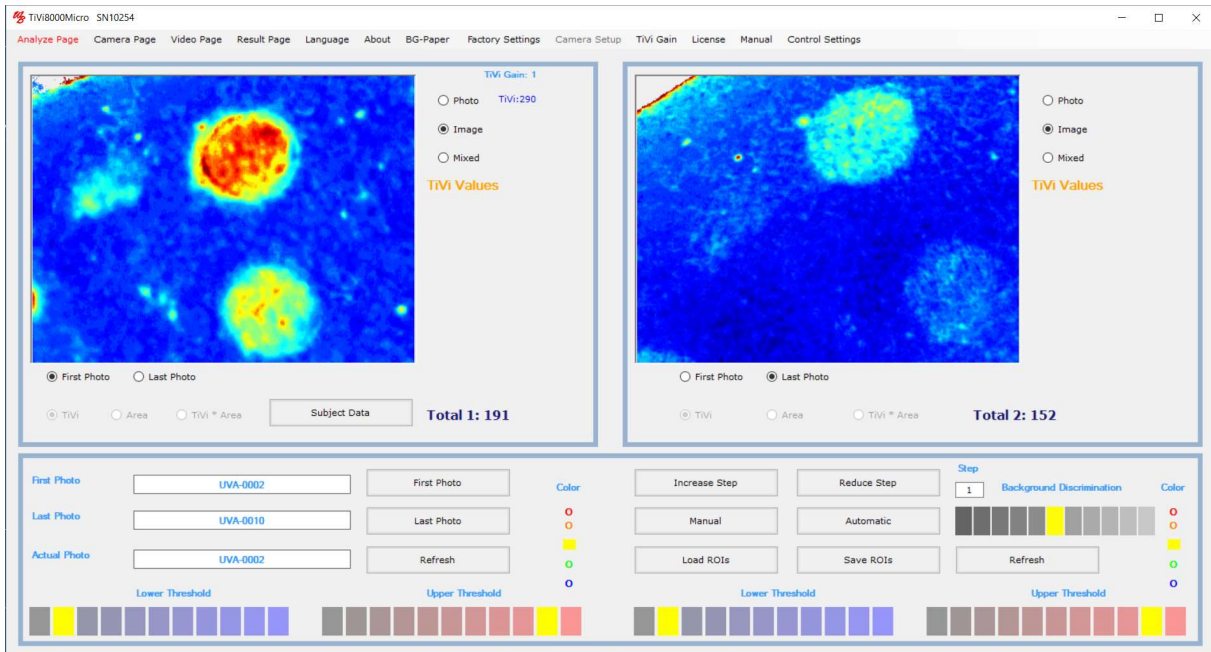 TiVi8000Micro SN10254
Analyze Page Camera Page Video Page Result Page Language About BG-Paper Factory Settings Camera Setup TiVi Gain License Manual Control Settings
TiVi Gain: 1
Photo TiVi:290
Image
Mixed
TiVi Values
First Photo Last Photo
TiVi Area TiVi * Area Subject Data Total 1: 191
Photo
Image
Mixed
TiVi Values
First Photo Last Photo
TiVi Area TiVi * Area Total 2: 152
First Photo UVA-0002 First Photo
Last Photo UVA-0010 Last Photo
Actual Photo UVA-0002 Refresh
Color
Lower Threshold Upper Threshold
Increase Step Reduce Step
Manual Automatic
Load ROIs Save ROIs Refresh
Step
1 Background Discrimination Color
Lower Threshold Upper Threshold